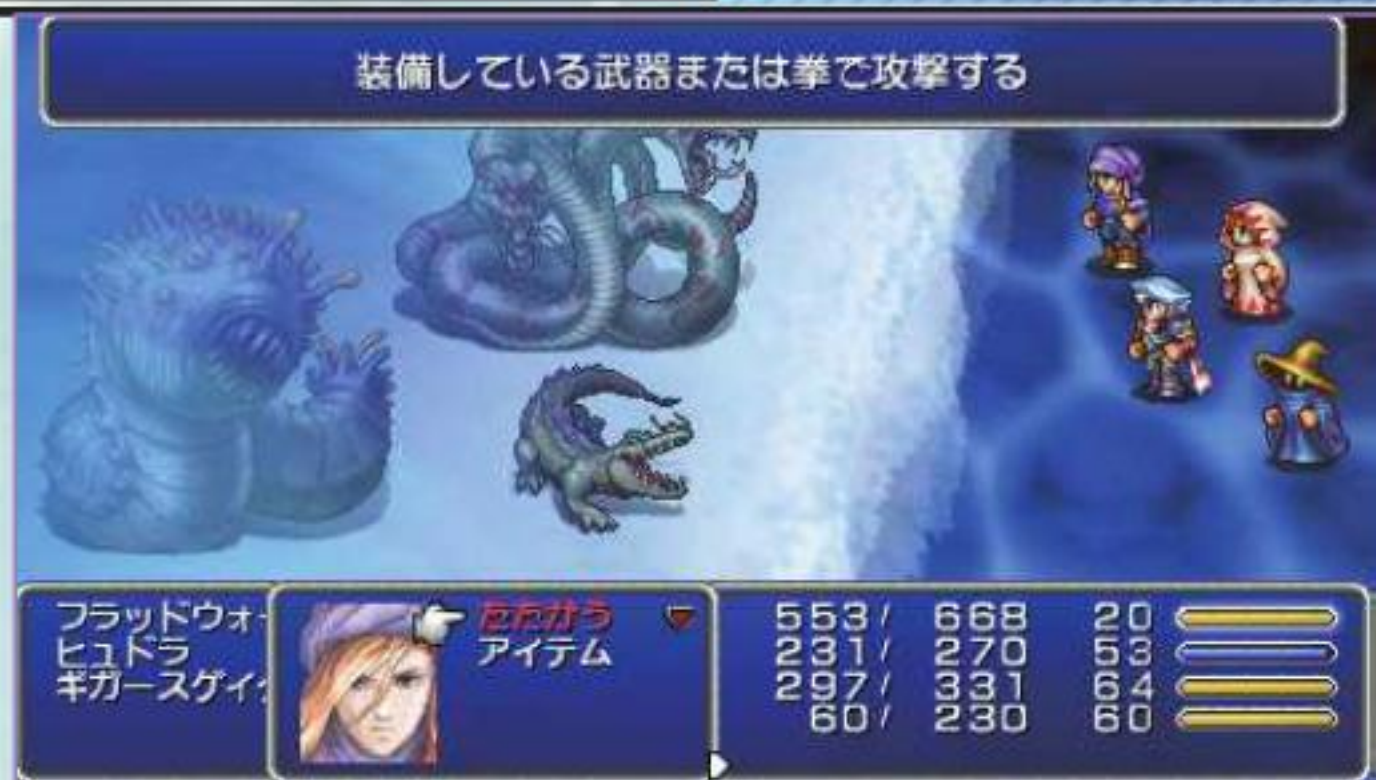 装備している武器または拳で攻撃する
フラッドウォー
ヒュドラ
ギガースゲイ
たたかう
アイテム
553/ 668 20
231/ 270 53
297/ 331 64
60/ 230 60